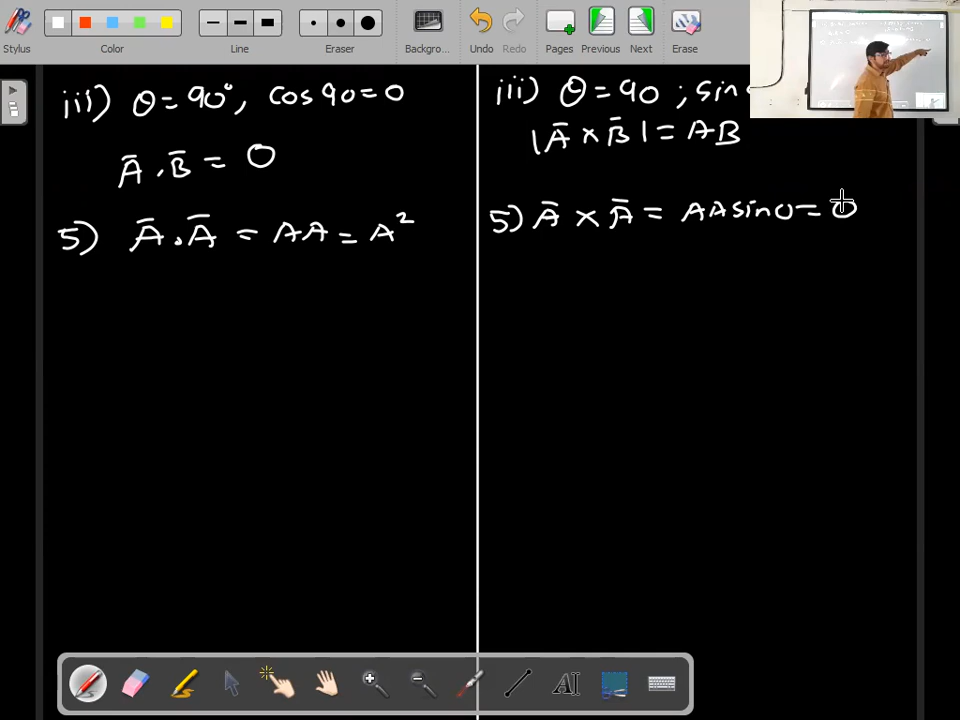 Stylus Color Line Eraser Backgro... Undo Redo Pages Previous Next Erase
iii) θ = 90°, cos 90 = 0
Ā . B̄ = 0
5) Ā . Ā = AA = A²
iii) θ = 90 ; sin
|Ā × B̄| = AB
5) Ā × Ā = AA sin 0 = 0